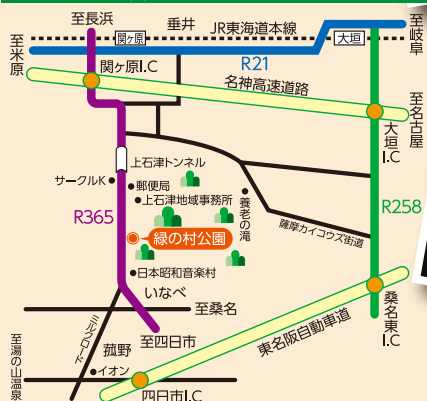 至長浜
垂井
JR東海道本線
至岐阜
関ヶ原
大垣
至米原
関ヶ原I.C
R21
名神高速道路
至名古屋
大垣I.C
上石津トンネル
サークルK
郵便局
上石津地域事務所
養老の滝
R365
R258
緑の村公園
薩摩カイコウズ街道
日本昭和音楽村
いなべ
至桑名
桑名東I.C
ミルクロード
菰野
至四日市
東名阪自動車道
至湯の山温泉
イオン
四日市I.C